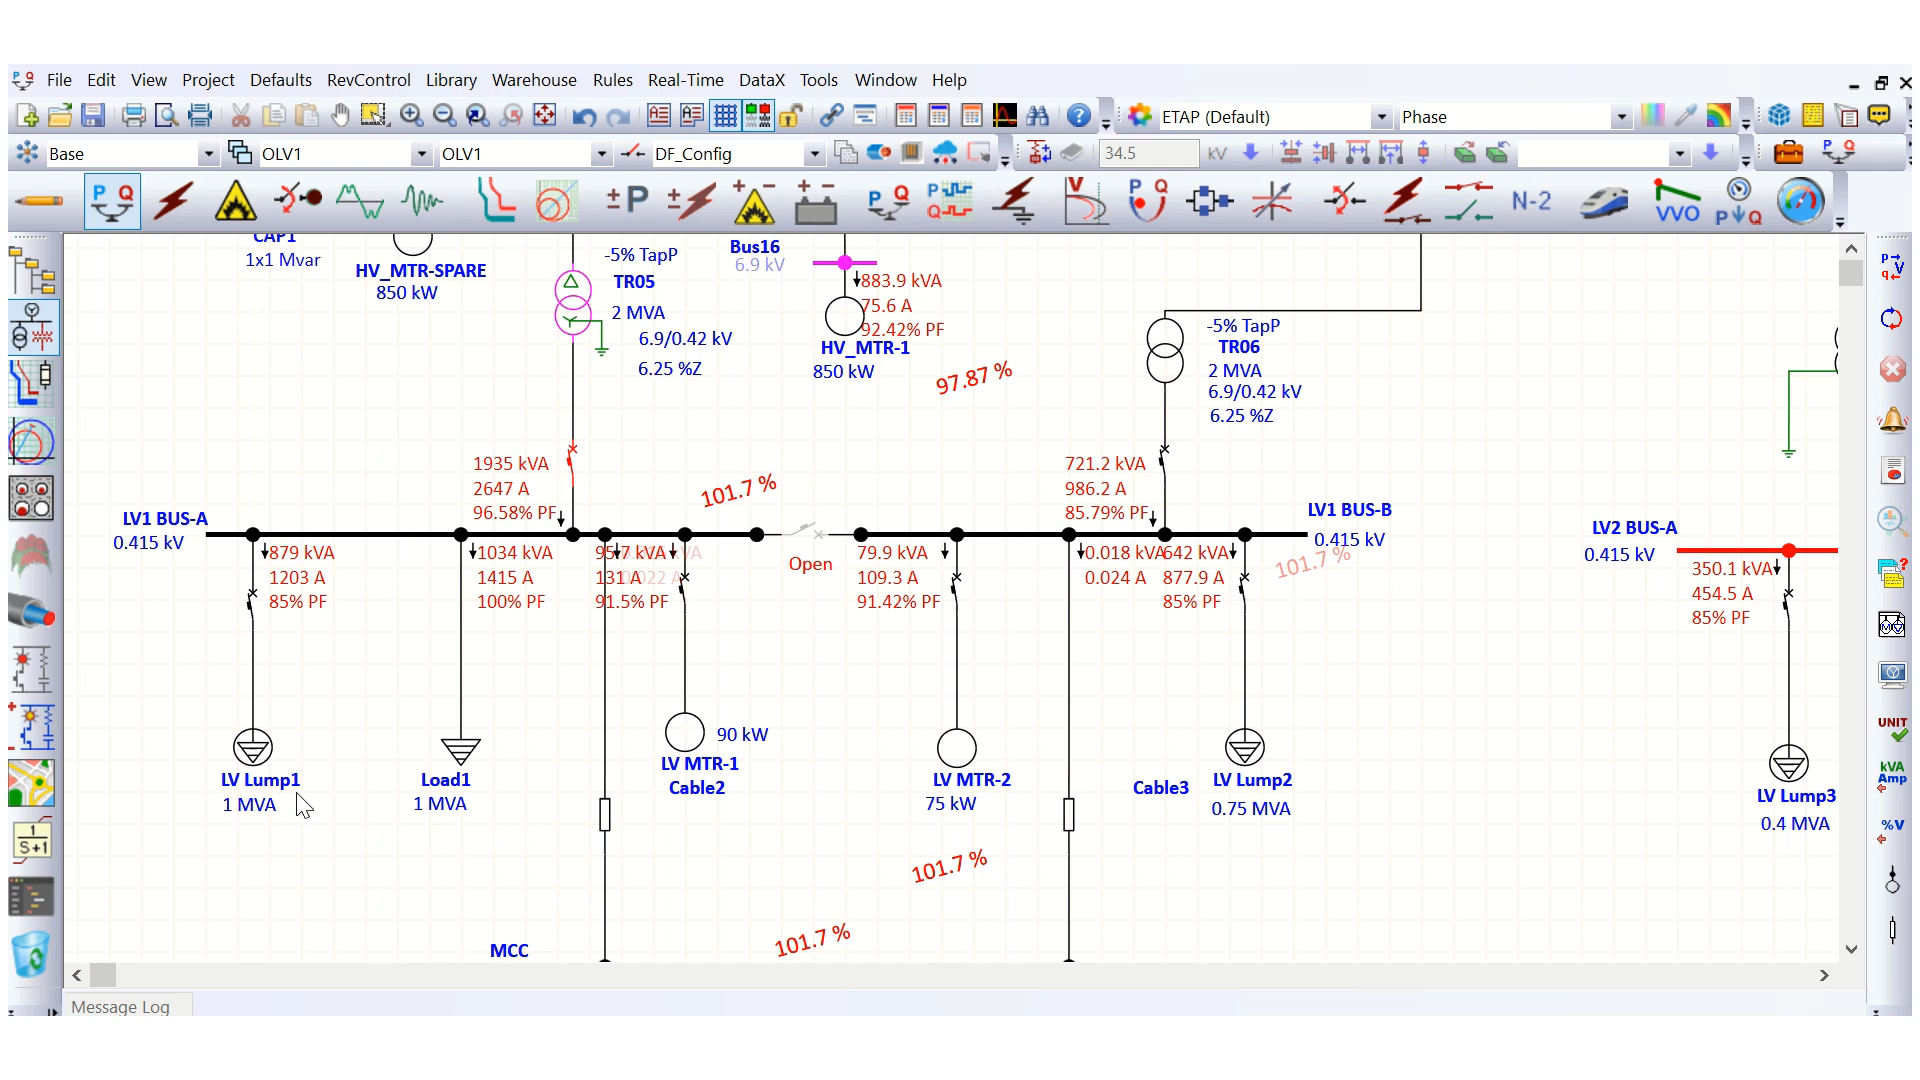 File Edit View Project Defaults RevControl Library Warehouse Rules Real-Time DataX Tools Window Help
ETAP (Default) Phase
Base OLV1 OLV1 DF_Config 34.5 kV
N-2 VVO
CAP1
1x1 Mvar
HV_MTR-SPARE
850 kW
-5% TapP
TR05
2 MVA
6.9/0.42 kV
6.25 %Z
Bus16
6.9 kV
883.9 kVA
75.6 A
92.42% PF
HV_MTR-1
850 kW
97.87 %
-5% TapP
TR06
2 MVA
6.9/0.42 kV
6.25 %Z
1935 kVA
2647 A
96.58% PF
101.7 %
721.2 kVA
986.2 A
85.79% PF
LV1 BUS-A
0.415 kV
LV1 BUS-B
0.415 kV
101.7 %
LV2 BUS-A
0.415 kV
Open
879 kVA
1203 A
85% PF
1034 kVA
1415 A
100% PF
95.7 kVA
131 A
91.5% PF
79.9 kVA
109.3 A
91.42% PF
0.018 kVA
0.024 A
642 kVA
877.9 A
85% PF
350.1 kVA
454.5 A
85% PF
LV Lump1
1 MVA
Load1
1 MVA
90 kW
LV MTR-1
Cable2
LV MTR-2
75 kW
Cable3
LV Lump2
0.75 MVA
LV Lump3
0.4 MVA
101.7 %
101.7 %
MCC
UNIT
kVA
Amp
%V
1
S+1
Message Log